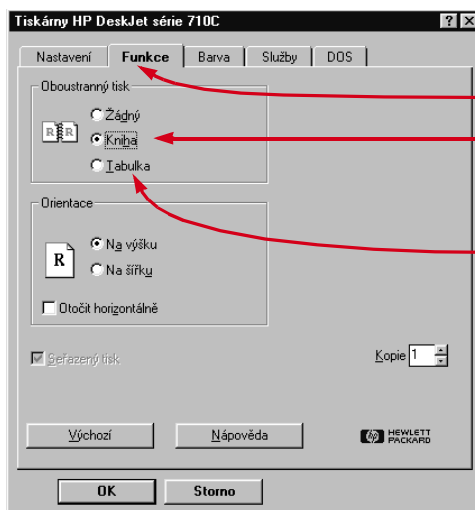 Tiskárny HP DeskJet série 710C
Nastavení Funkce Barva Služby DOS
Oboustranný tisk
Žádný
Kniha
Tabulka
Orientace
Na výšku
Na šířku
Otočit horizontálně
Seřazený tisk
Kopie 1
Výchozí Nápověda
hp HEWLETT
PACKARD
OK Storno